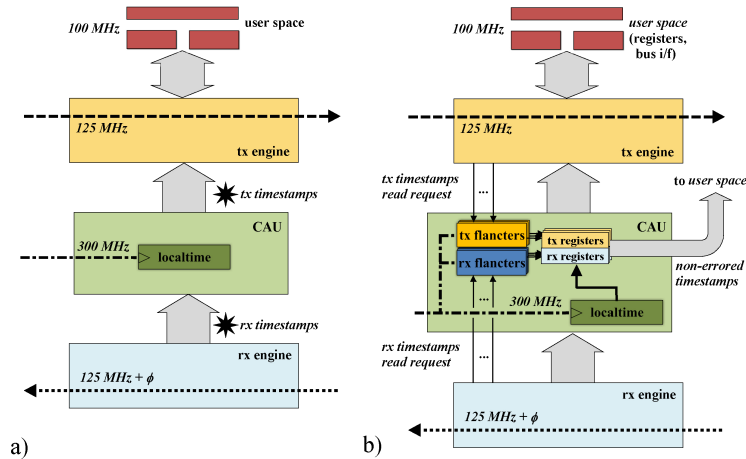 100 MHz
user space
125 MHz
tx engine
tx timestamps
CAU
300 MHz
localtime
rx timestamps
rx engine
125 MHz + ϕ
a)
100 MHz
user space
(registers,
bus i/f)
125 MHz
tx engine
tx timestamps
read request
...
to user space
CAU
tx flancters
tx registers
rx flancters
rx registers
non-errored
timestamps
...
300 MHz
localtime
rx timestamps
read request
...
rx engine
125 MHz + ϕ
b)